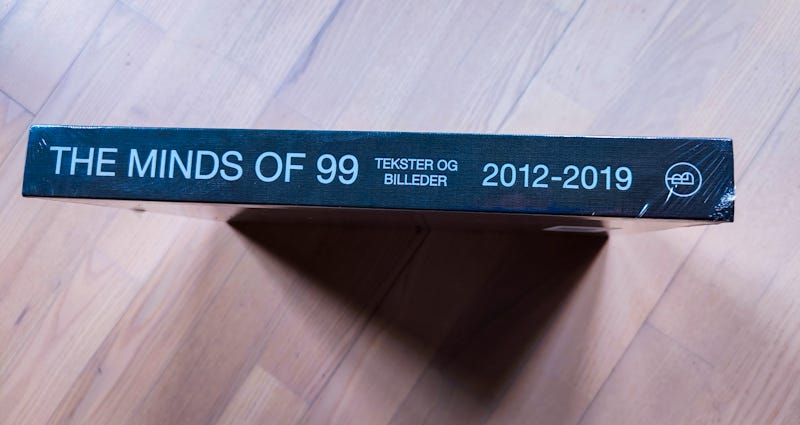 THE MINDS OF 99
TEKSTER OG
BILLEDER
2012-2019